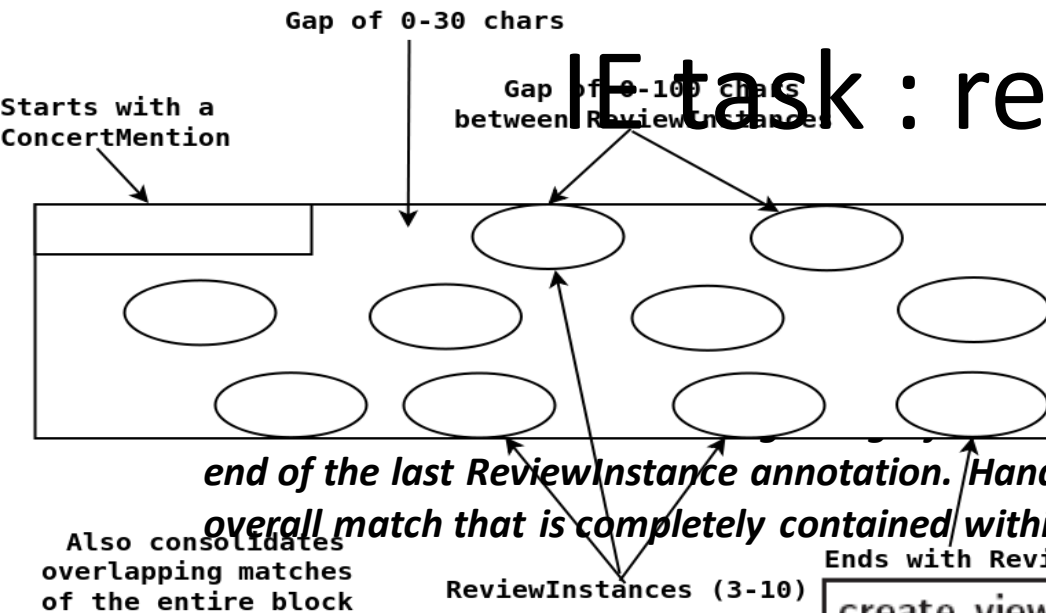 Gap of 0-30 chars
IE task : re
Gap of 0-100 chars
between ReviewInstances
Starts with a
ConcertMention
end of the last ReviewInstance annotation. Hand
overall match that is completely contained withi
Also consolidates
overlapping matches
of the entire block
ReviewInstances (3-10)
Ends with Revi
create view